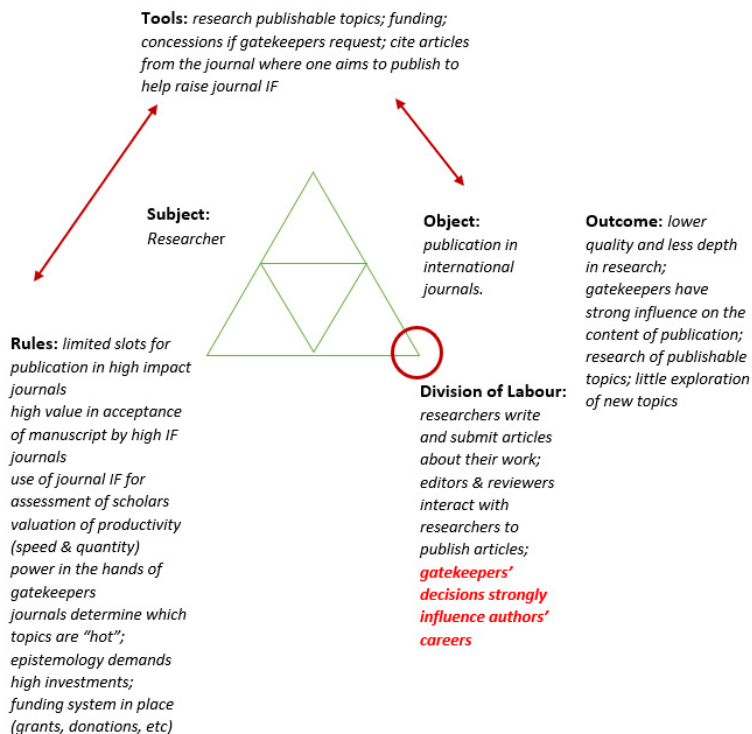 Tools: research publishable topics; funding;
concessions if gatekeepers request; cite articles
from the journal where one aims to publish to
help raise journal IF
Subject:
Researcher
Object:
publication in
international
journals.
Outcome: lower
quality and less depth
in research;
gatekeepers have
strong influence on the
content of publication;
research of publishable
topics; little exploration
of new topics
Rules: limited slots for
publication in high impact
journals
high value in acceptance
of manuscript by high IF
journals
use of journal IF for
assessment of scholars
valuation of productivity
(speed & quantity)
power in the hands of
gatekeepers
journals determine which
topics are “hot”;
epistemology demands
high investments;
funding system in place
(grants, donations, etc)
Division of Labour:
researchers write
and submit articles
about their work;
editors & reviewers
interact with
researchers to
publish articles;
gatekeepers’
decisions strongly
influence authors’
careers